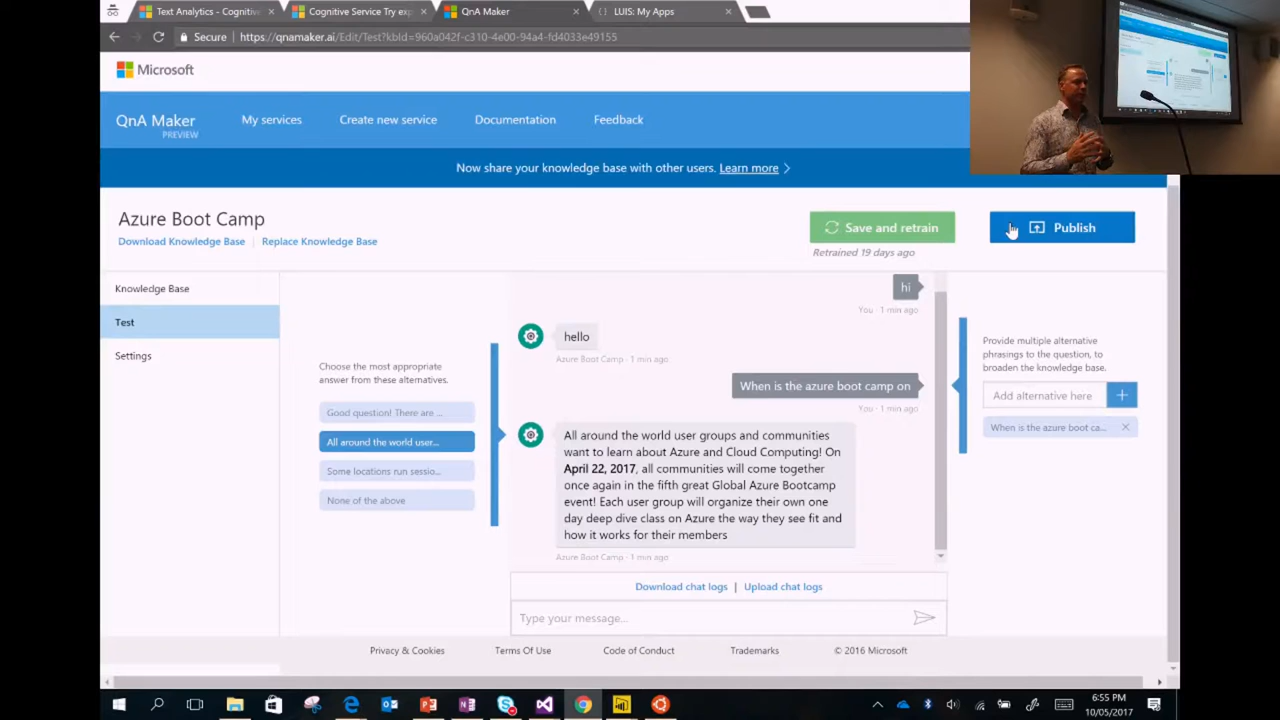 Text Analytics - Cognitive
Cognitive Service Try exp
QnA Maker
LUIS: My Apps
Secure
https://qnamaker.ai/Edit/Test?kbId=960a042f-c310-4e00-94a4-fd4033e49155
Microsoft
QnA Maker
PREVIEW
My services
Create new service
Documentation
Feedback
Now share your knowledge base with other users. Learn more
Azure Boot Camp
Download Knowledge Base
Replace Knowledge Base
Save and retrain
Publish
Retrained 19 days ago
Knowledge Base
Test
Settings
Choose the most appropriate
answer from these alternatives.
Good question! There are ...
All around the world user...
Some locations run sessio...
None of the above
hi
You · 1 min ago
hello
Azure Boot Camp · 1 min ago
When is the azure boot camp on
You · 1 min ago
All around the world user groups and communities
want to learn about Azure and Cloud Computing! On
April 22, 2017, all communities will come together
once again in the fifth great Global Azure Bootcamp
event! Each user group will organize their own one
day deep dive class on Azure the way they see fit and
how it works for their members
Azure Boot Camp · 1 min ago
Provide multiple alternative
phrasings to the question, to
broaden the knowledge base.
Add alternative here
When is the azure boot ca...
Download chat logs | Upload chat logs
Type your message...
Privacy & Cookies
Terms Of Use
Code of Conduct
Trademarks
© 2016 Microsoft
6:55 PM
10/05/2017